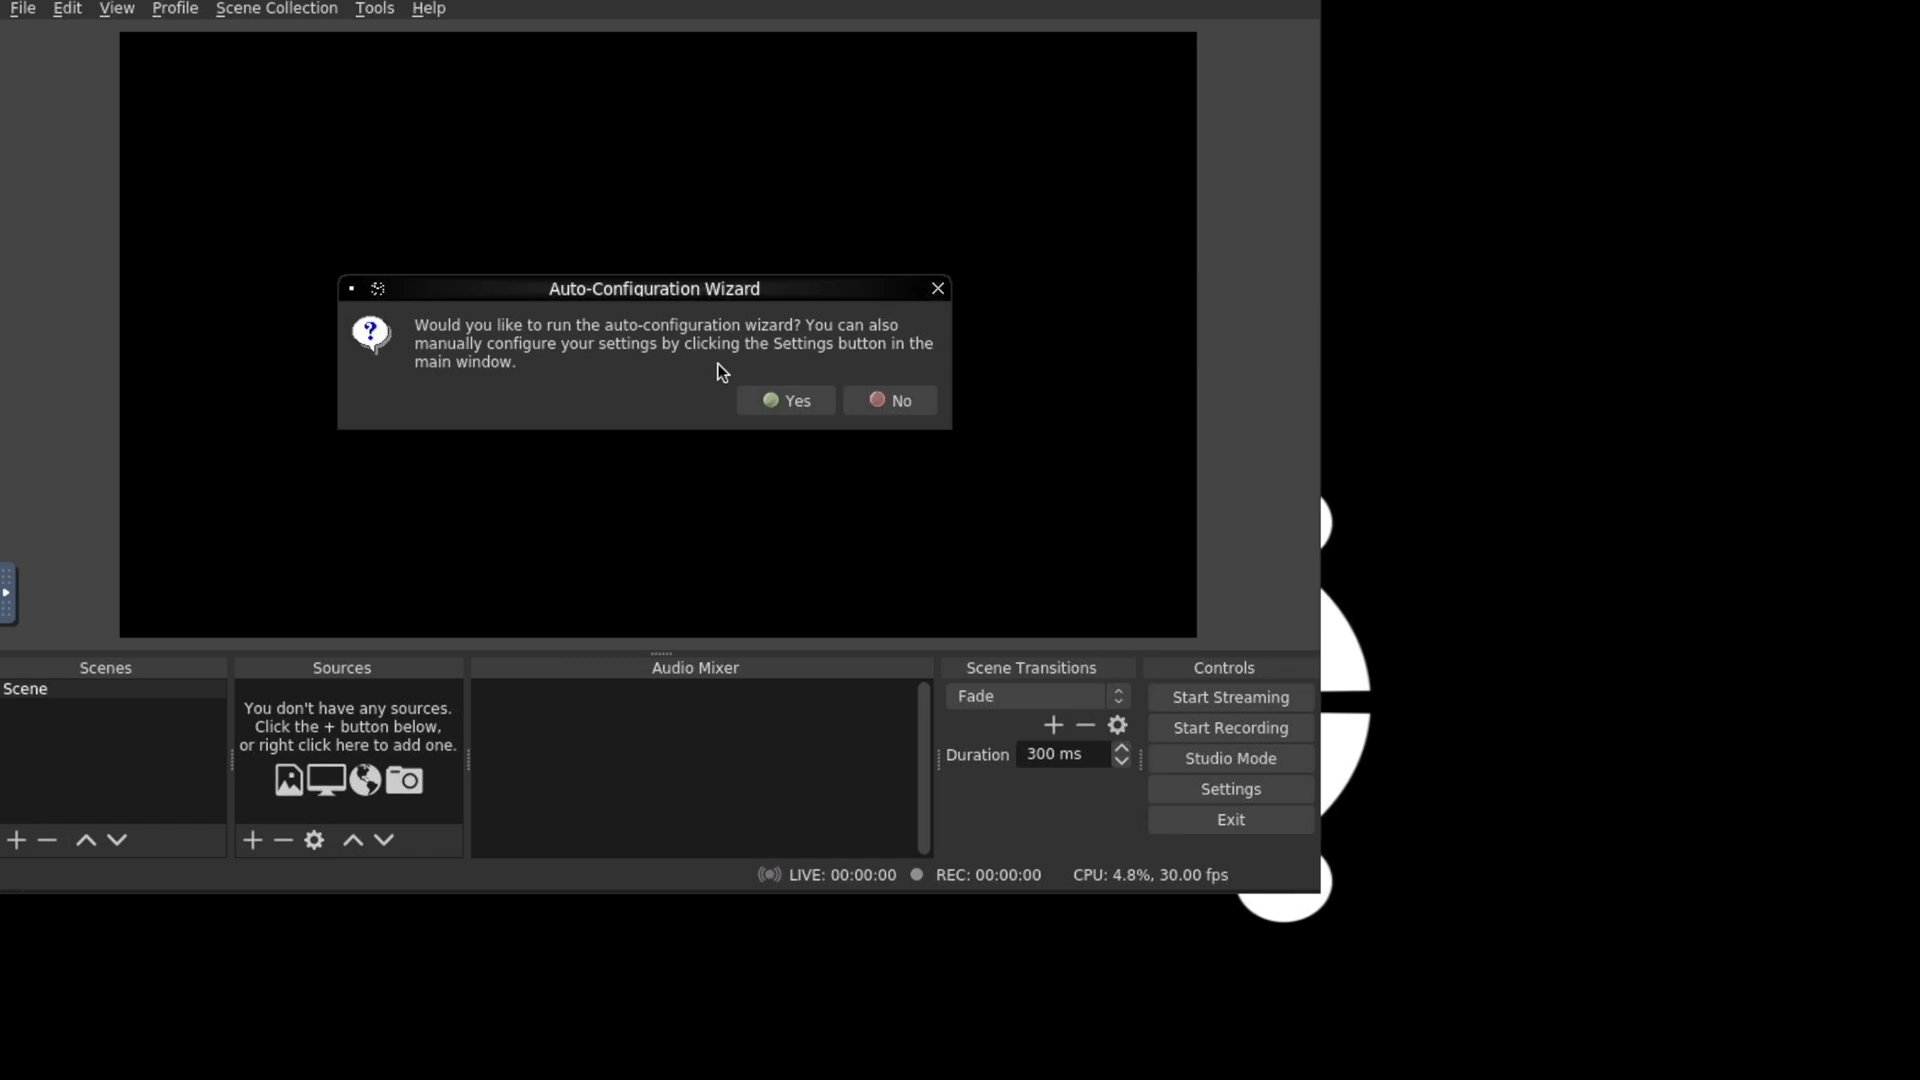 File Edit View Profile Scene Collection Tools Help
Auto-Configuration Wizard
Would you like to run the auto-configuration wizard? You can also
manually configure your settings by clicking the Settings button in the
main window.
Yes No
Scenes
Scene
Sources
You don't have any sources.
Click the + button below,
or right click here to add one.
Audio Mixer
Scene Transitions
Fade
Duration 300 ms
Controls
Start Streaming
Start Recording
Studio Mode
Settings
Exit
LIVE: 00:00:00 REC: 00:00:00 CPU: 4.8%, 30.00 fps